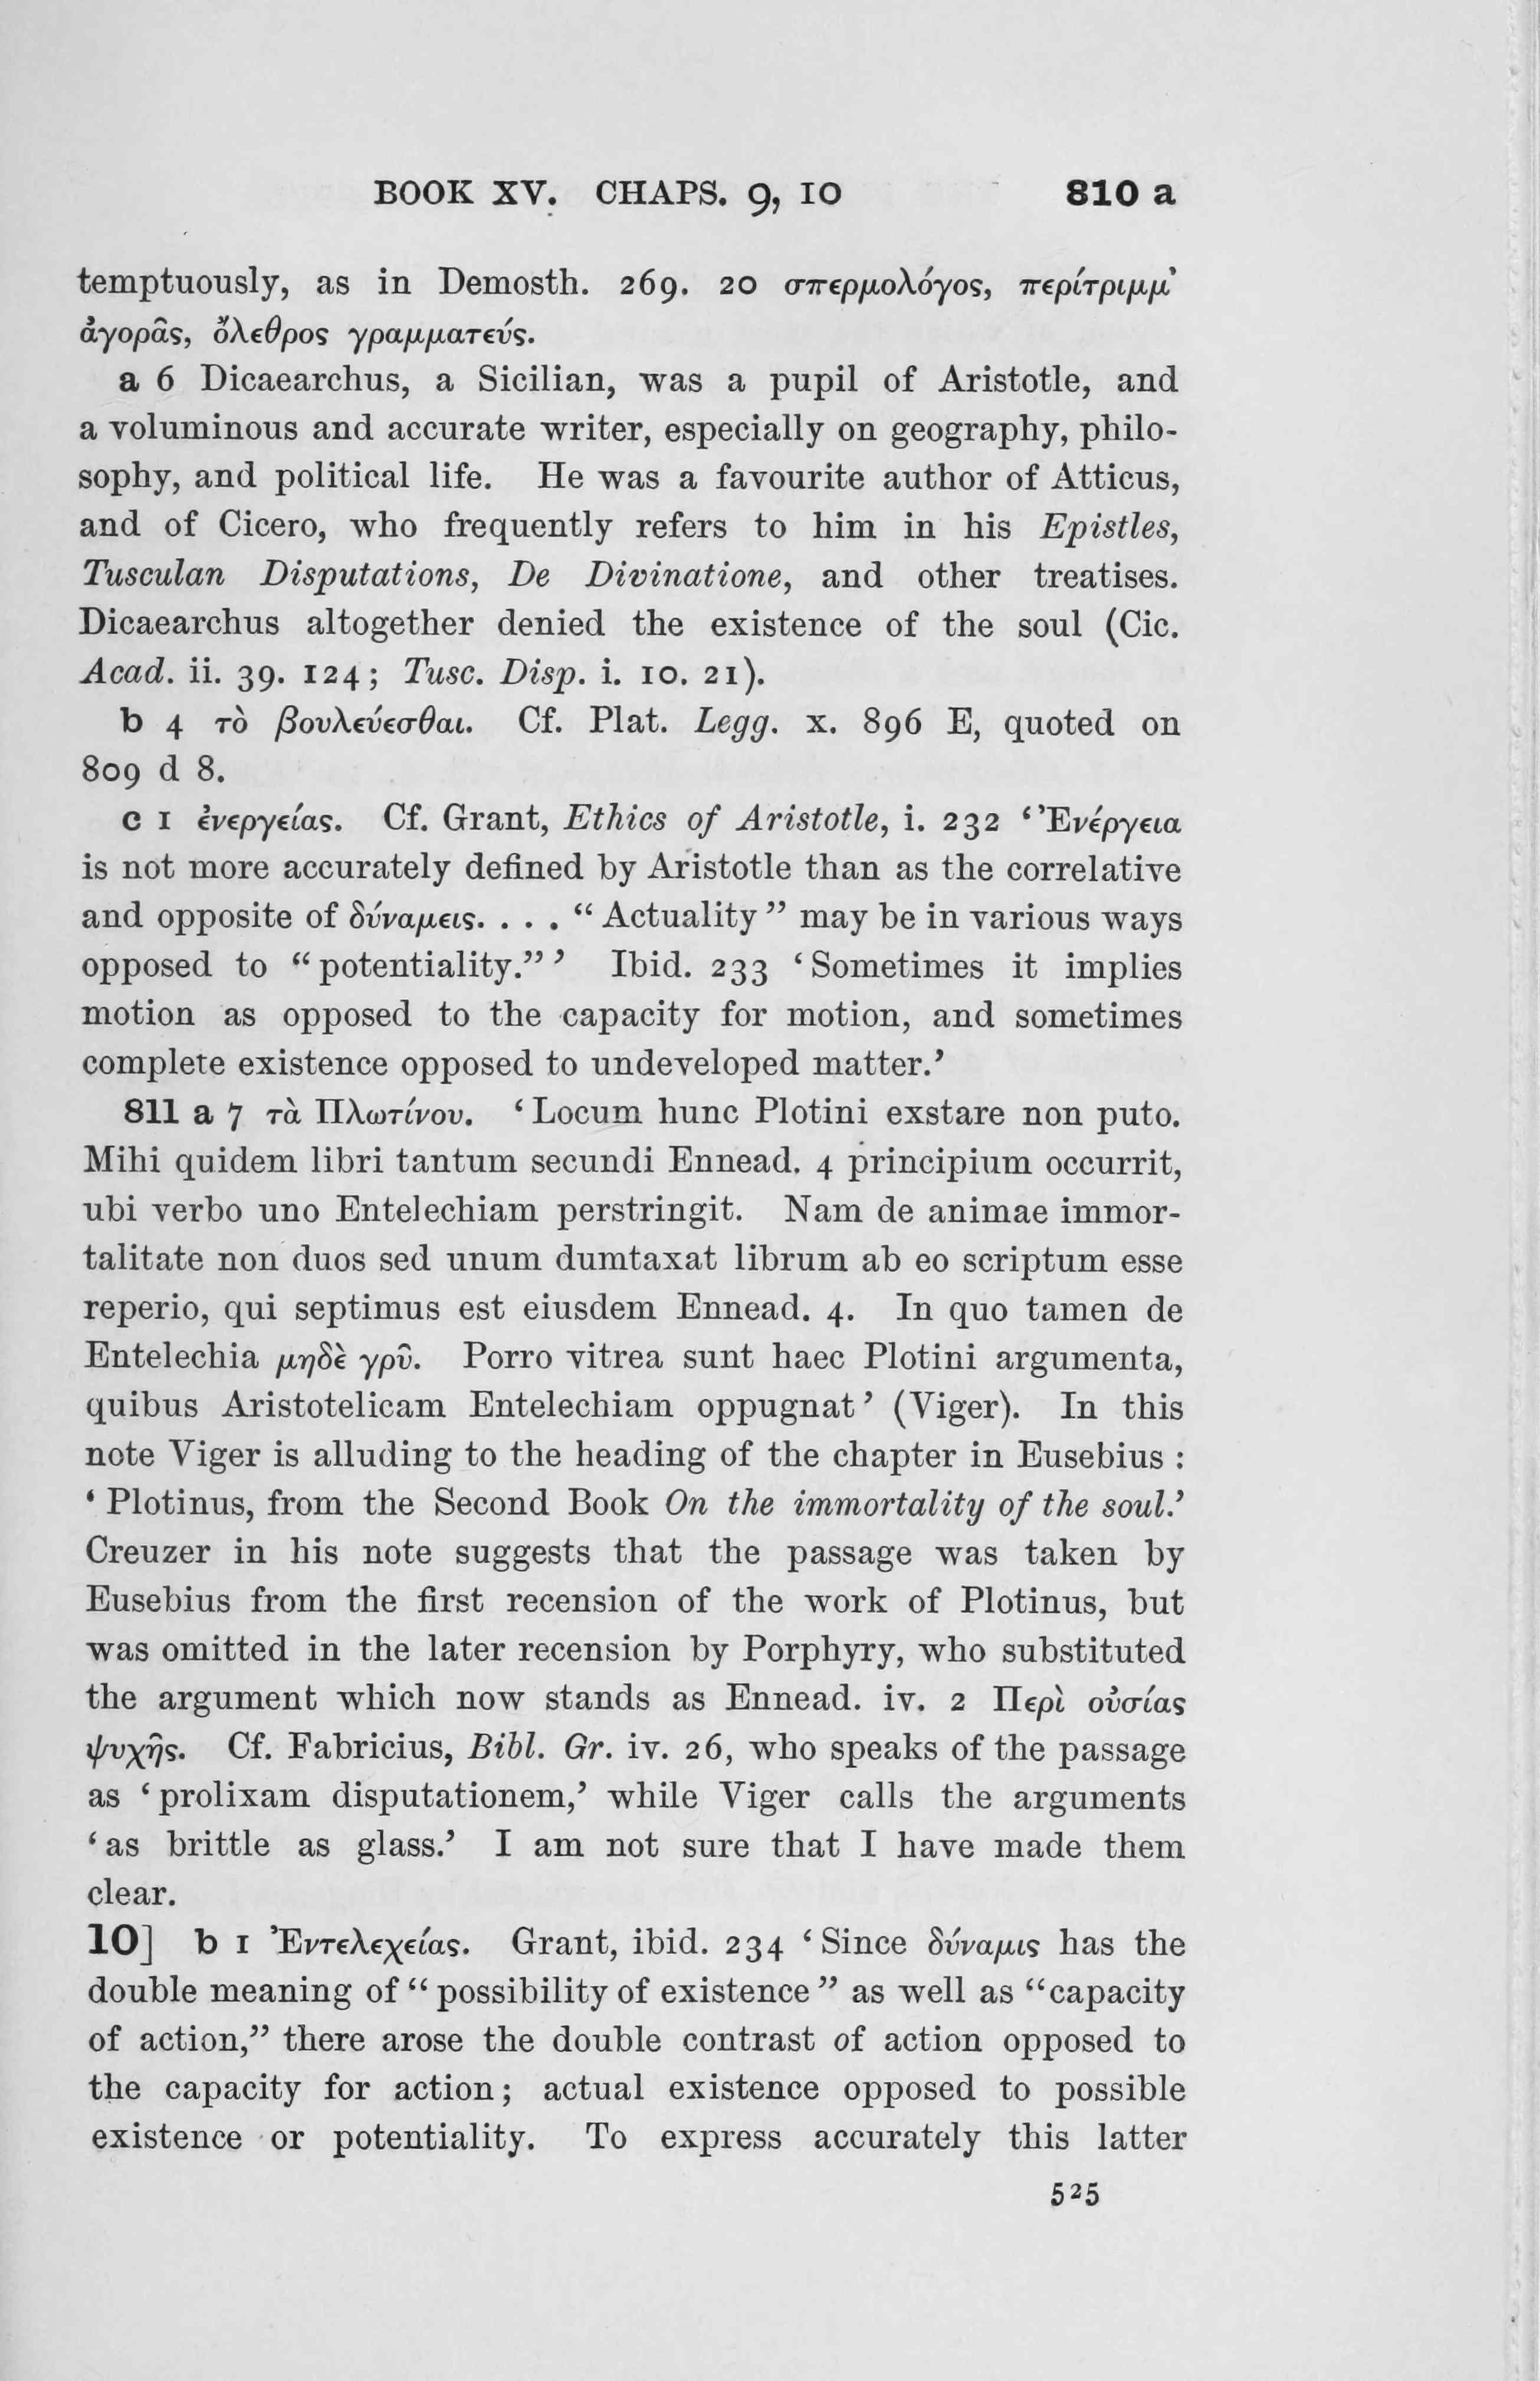 BOOK XV. CHAPS. 9, 10 810 a
temptuously, as in Demosth. 269. 20 σπερμολόγος, περίτριμμ᾽
ἀγορᾶς, ὄλεθρος γραμματεύς.
a 6 Dicaearchus, a Sicilian, was a pupil of Aristotle, and
a voluminous and accurate writer, especially on geography, philo-
sophy, and political life. He was a favourite author of Atticus,
and of Cicero, who frequently refers to him in his Epistles,
Tusculan Disputations, De Divinatione, and other treatises.
Dicaearchus altogether denied the existence of the soul (Cic.
Acad. ii. 39. 124; Tusc. Disp. i. 10. 21).
b 4 τὸ βουλεύεσθαι. Cf. Plat. Legg. x. 896 E, quoted on
809 d 8.
c 1 ἐνεργείας. Cf. Grant, Ethics of Aristotle, i. 232 ‘Ἐνέργεια
is not more accurately defined by Aristotle than as the correlative
and opposite of δύναμεις. . . . “Actuality” may be in various ways
opposed to “potentiality.”’ Ibid. 233 ‘Sometimes it implies
motion as opposed to the capacity for motion, and sometimes
complete existence opposed to undeveloped matter.’
811 a 7 τὰ Πλωτίνου. ‘Locum hunc Plotini exstare non puto.
Mihi quidem libri tantum secundi Ennead. 4 principium occurrit,
ubi verbo uno Entelechiam perstringit. Nam de animae immor-
talitate non duos sed unum dumtaxat librum ab eo scriptum esse
reperio, qui septimus est eiusdem Ennead. 4. In quo tamen de
Entelechia μηδὲ γρῦ. Porro vitrea sunt haec Plotini argumenta,
quibus Aristotelicam Entelechiam oppugnat’ (Viger). In this
note Viger is alluding to the heading of the chapter in Eusebius :
‘Plotinus, from the Second Book On the immortality of the soul.’
Creuzer in his note suggests that the passage was taken by
Eusebius from the first recension of the work of Plotinus, but
was omitted in the later recension by Porphyry, who substituted
the argument which now stands as Ennead. iv. 2 Περὶ οὐσίας
ψυχῆς. Cf. Fabricius, Bibl. Gr. iv. 26, who speaks of the passage
as ‘prolixam disputationem,’ while Viger calls the arguments
‘as brittle as glass.’ I am not sure that I have made them
clear.
10] b 1 Ἐντελεχείας. Grant, ibid. 234 ‘Since δύναμις has the
double meaning of “possibility of existence” as well as “capacity
of action,” there arose the double contrast of action opposed to
the capacity for action; actual existence opposed to possible
existence or potentiality. To express accurately this latter
525